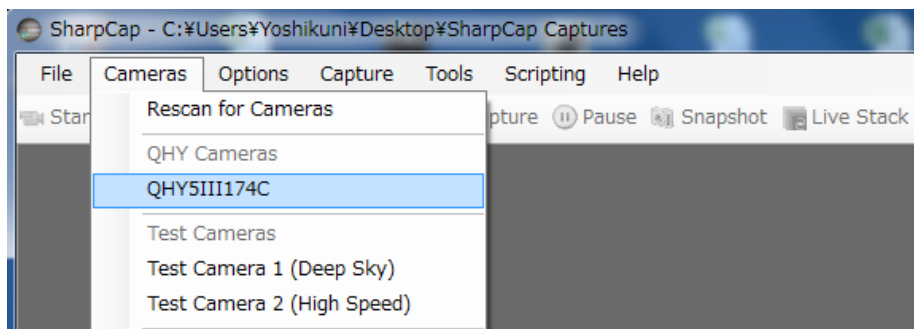 SharpCap - C:¥Users¥Yoshikuni¥Desktop¥SharpCap Captures
File Cameras Options Capture Tools Scripting Help
Star pture Pause Snapshot Live Stack
Rescan for Cameras
QHY Cameras
QHY5III174C
Test Cameras
Test Camera 1 (Deep Sky)
Test Camera 2 (High Speed)